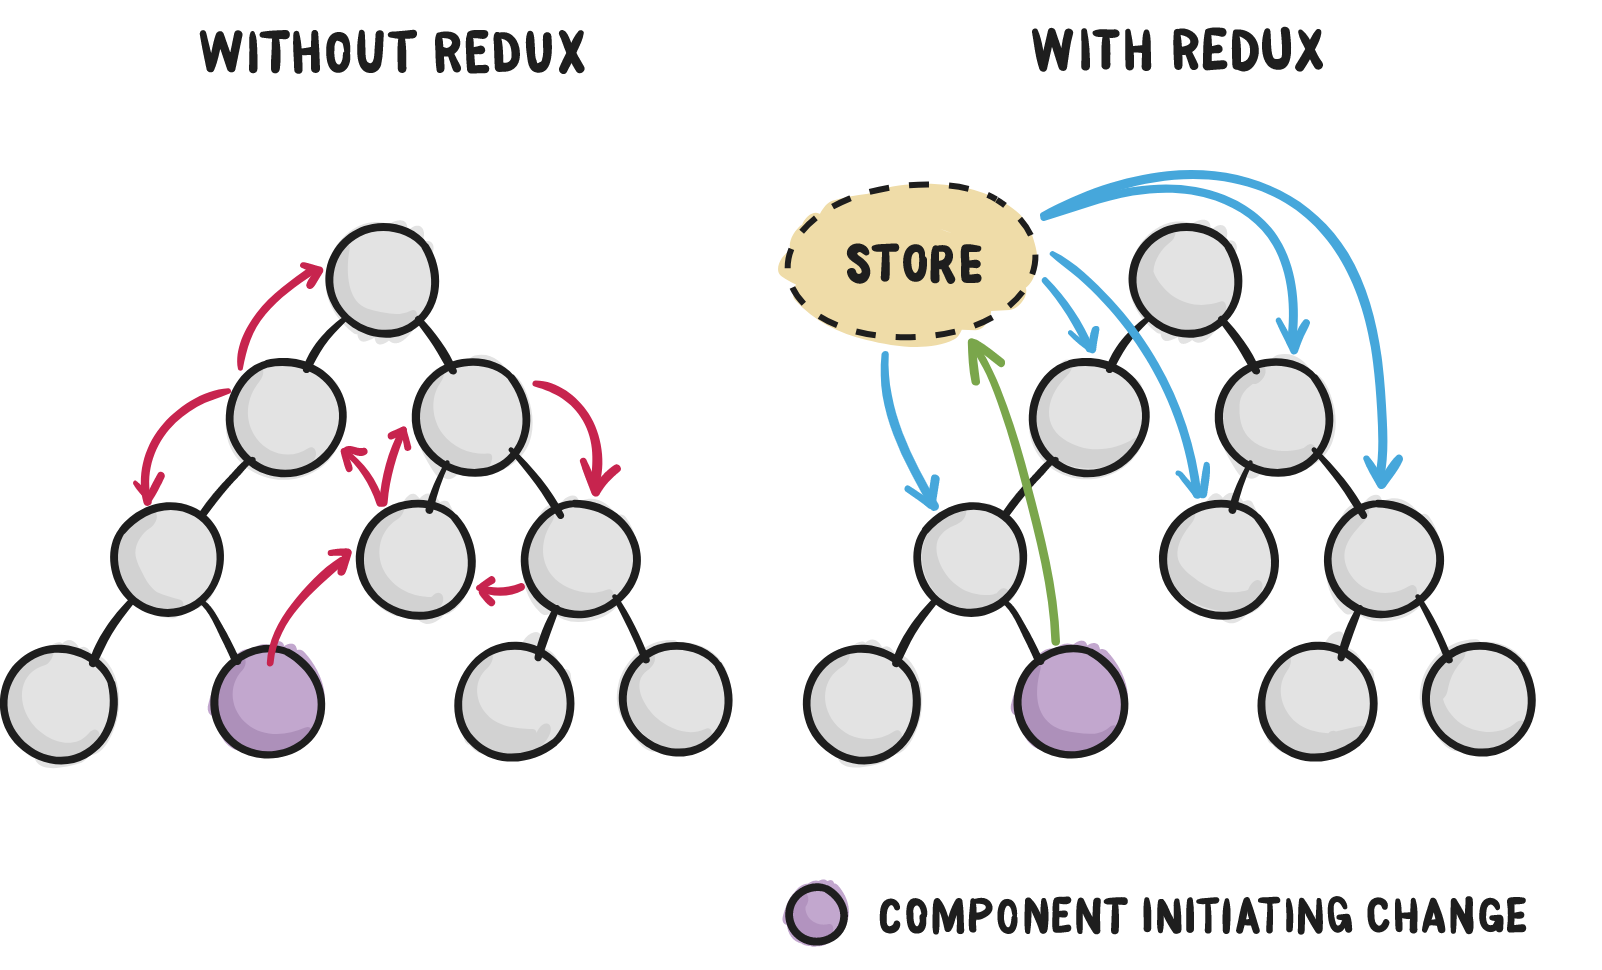 WITHOUT REDUX
WITH REDUX
STORE
COMPONENT INITIATING CHANGE